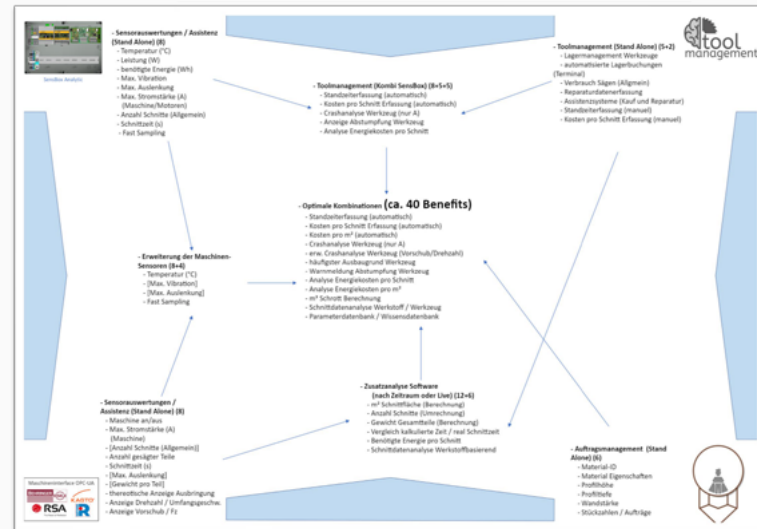 - Sensorauswertungen / Assistenz
(Stand Alone) (8)
- Temperatur (°C)
- Leistung (W)
- benötigte Energie (Wh)
- Max. Vibration
- Max. Auslenkung
- Max. Stromstärke (A)
(Maschine/Motoren)
- Anzahl Schnitte (Allgemein)
- Schnittzeit (s)
- Fast Sampling
SensBox Analytic
- Toolmanagement (Kombi SensBox) (8+5=5)
- Standzeiterfassung (automatisch)
- Kosten pro Schnitt Erfassung (automatisch)
- Crashanalyse Werkzeug (nur A)
- Anzeige Abstumpfung Werkzeug
- Analyse Energiekosten pro Schnitt
tool
management
- Toolmanagement (Stand Alone) (5+2)
- Lagermanagement Werkzeuge
- automatisierte Lagerbuchungen
(Terminal)
- Verbrauch Sägen (Allgmein)
- Reparaturdatenerfassung
- Assistenzsysteme (Kauf und Reparatur)
- Standzeiterfassung (manuel)
- Kosten pro Schnitt Erfassung (manuel)
- Optimale Kombinationen (ca. 40 Benefits)
- Standzeiterfassung (automatisch)
- Kosten pro Schnitt Erfassung (automatisch)
- Kosten pro m² (automatisch)
- Crashanalyse Werkzeug (nur A)
- erw. Crashanalyse Werkzeug (Vorschub/Drehzahl)
- häufigster Ausbaugrund Werkzeug
- Warnmeldung Abstumpfung Werkzeug
- Analyse Energiekosten pro Schnitt
- Analyse Energiekosten pro m²
- m² Schrott Berechnung
- Schnittdatenanalyse Werkstoff / Werkzeug
- Parameterdatenbank / Wissensdatenbank
- Erweiterung der Maschinen-
Sensoren (8+4)
- Temperatur (°C)
- [Max. Vibration]
- [Max. Auslenkung]
- Fast Sampling
- Sensorauswertungen /
Assistenz (Stand Alone) (8)
- Maschine an/aus
- Max. Stromstärke (A)
(Maschine)
- [Anzahl Schnitte (Allgemein)]
- Anzahl gesägter Teile
- Schnittzeit (s)
- [Max. Auslenkung]
- [Gewicht pro Teil]
- thereotische Anzeige Ausbringung
- Anzeige Drehzahl / Umfangsgeschw.
- Anzeige Vorschub / Fz
Maschineninterface OPC UA
KASTO
RSA
- Zusatzanalyse Software
(nach Zeitraum oder Live) (12+6)
- m² Schnittfläche (Berechnung)
- Anzahl Schnitte (Umrechnung)
- Gewicht Gesamtteile (Berechnung)
- Vergleich kalkulierte Zeit / real Schnittzeit
- Benötigte Energie pro Schnitt
- Schnittdatenanalyse Werkstoffbasierend
- Auftragsmanagement (Stand
Alone) (6)
- Material-ID
- Material Eigenschaften
- Profilhöhe
- Profiltiefe
- Wandstärke
- Stückzahlen / Aufträge